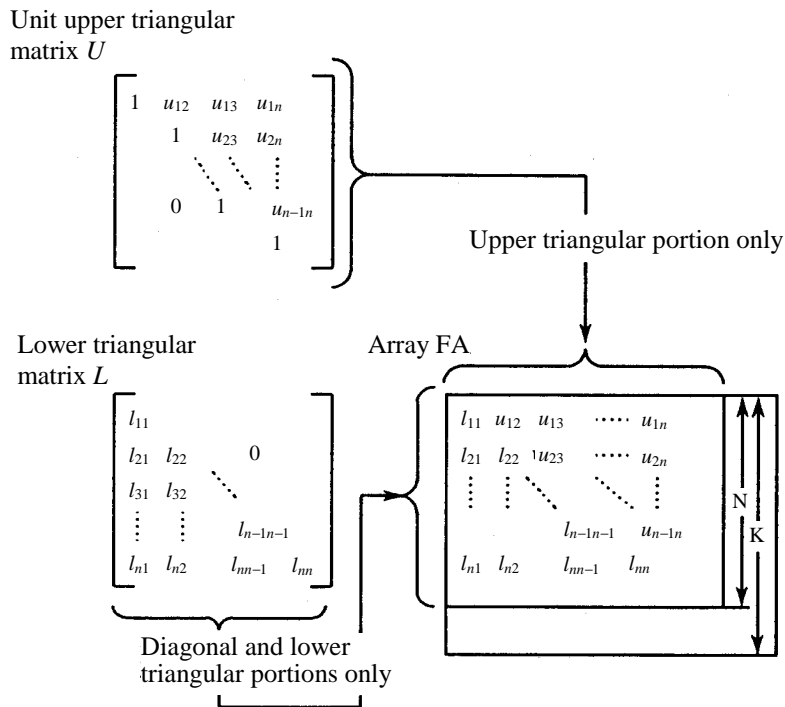 Unit upper triangular
matrix U
1 u12 u13 u1n
1 u23 u2n
0 1 un−1n
1
Upper triangular portion only
Lower triangular
matrix L
l11
l21 l22 0
l31 l32
ln−1n−1
ln1 ln2 lnn−1 lnn
Diagonal and lower
triangular portions only
Array FA
l11 u12 u13 ..... u1n
l21 l22 u23 ..... u2n
ln−1n−1 un−1n
ln1 ln2 lnn−1 lnn
N
K